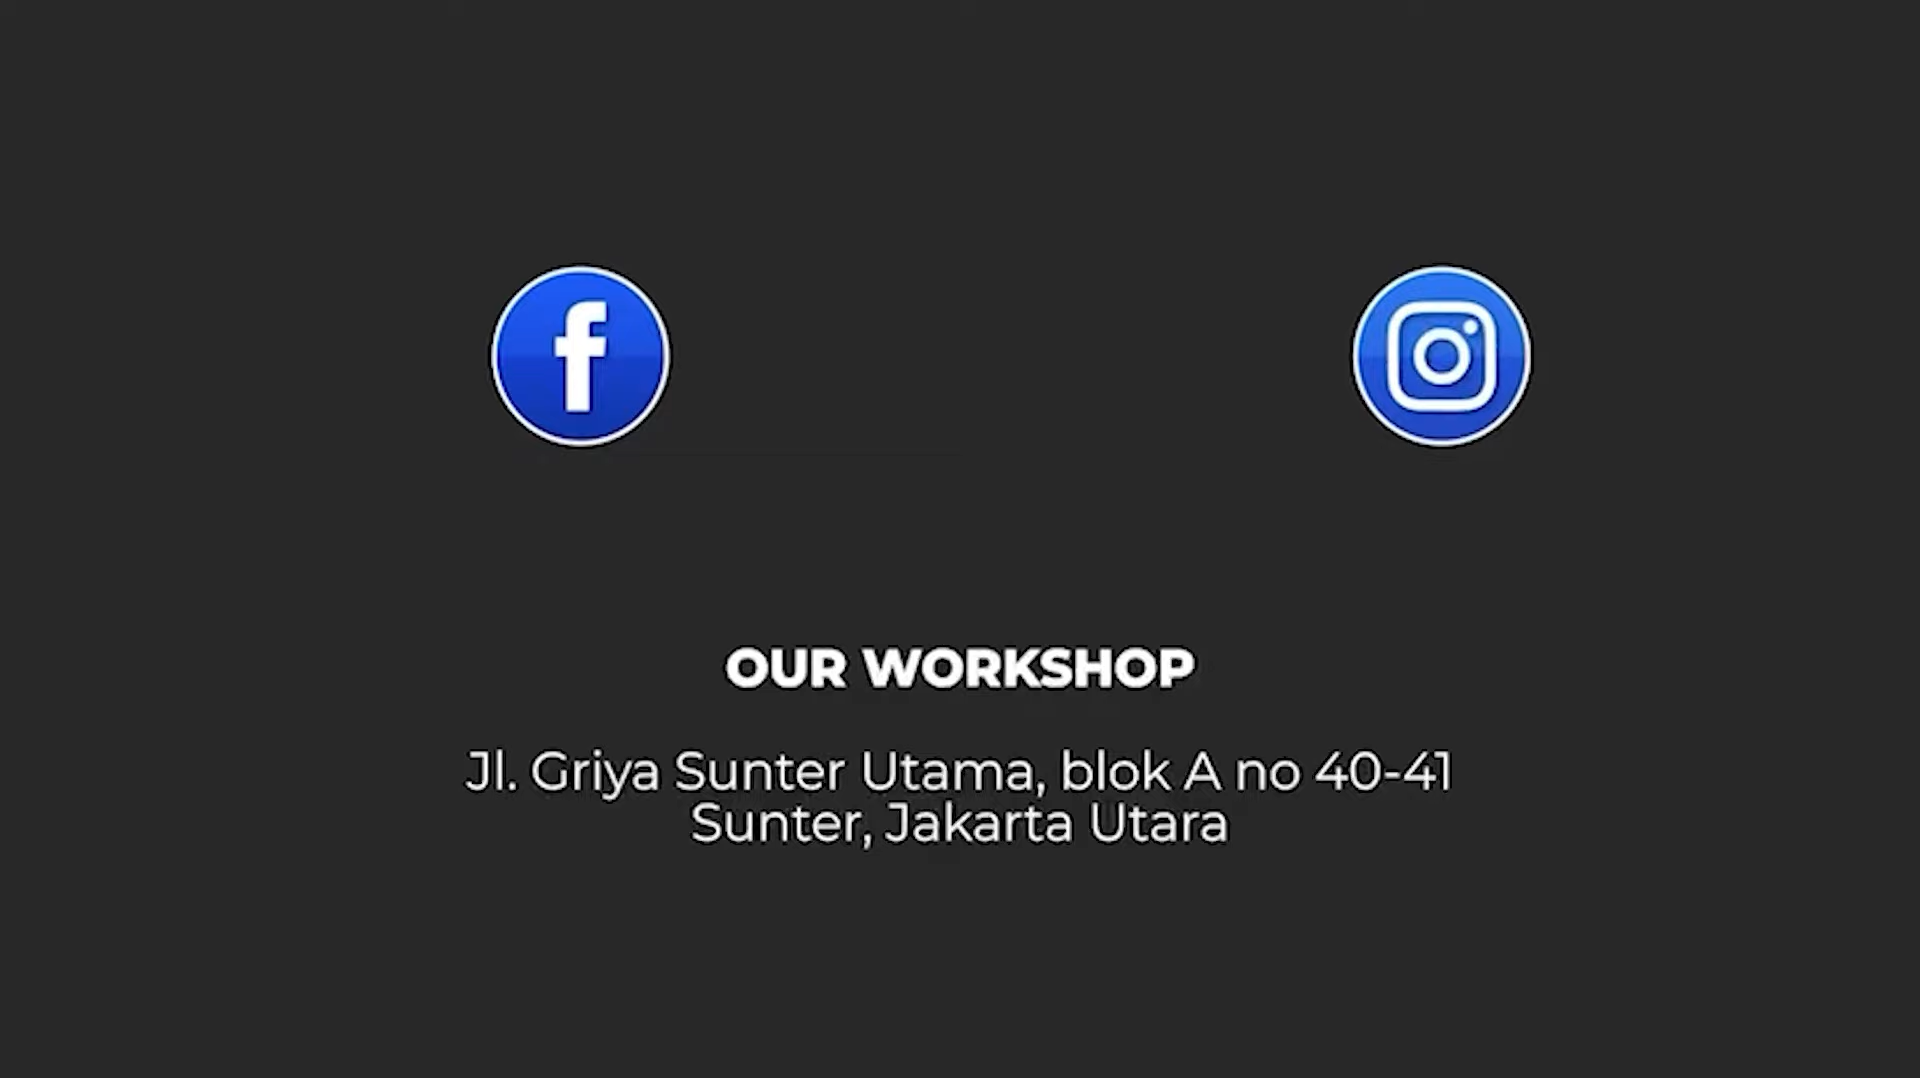 OUR WORKSHOP
Jl. Griya Sunter Utama, blok A no 40-41
Sunter, Jakarta Utara